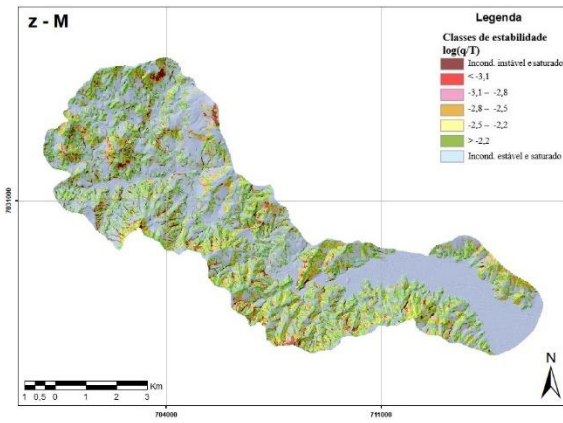 z - M
Legenda
Classes de estabilidade
log(q/T)
Incond. instável e saturado
< -3,1
-3,1 – -2,8
-2,8 – -2,5
-2,5 – -2,2
> -2,2
Incond. estável e saturado
7031000
N
Km
1 0,5 0 1 2 3
704000
711000